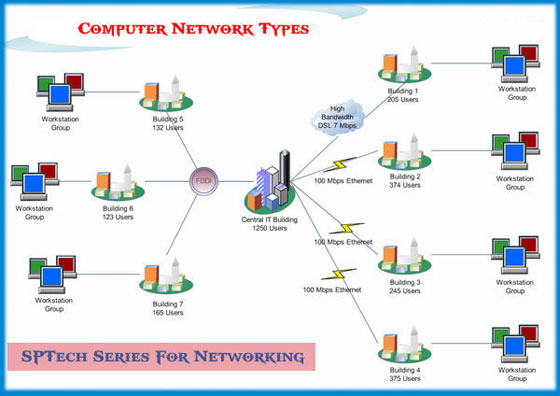 Computer Network Types
Building 1
205 Users
Workstation
Group
High
Bandwidth
DSL 7 Mbps
Workstation
Group
Building 5
132 Users
100 Mbps Ethernet
Building 2
374 Users
Workstation
Group
FDDI
Workstation
Group
Building 6
123 Users
Central IT Building
1250 Users
100 Mbps Ethernet
Building 3
245 Users
Workstation
Group
Workstation
Group
Building 7
165 Users
100 Mbps Ethernet
Building 4
375 Users
Workstation
Group
SPTech Series For Networking